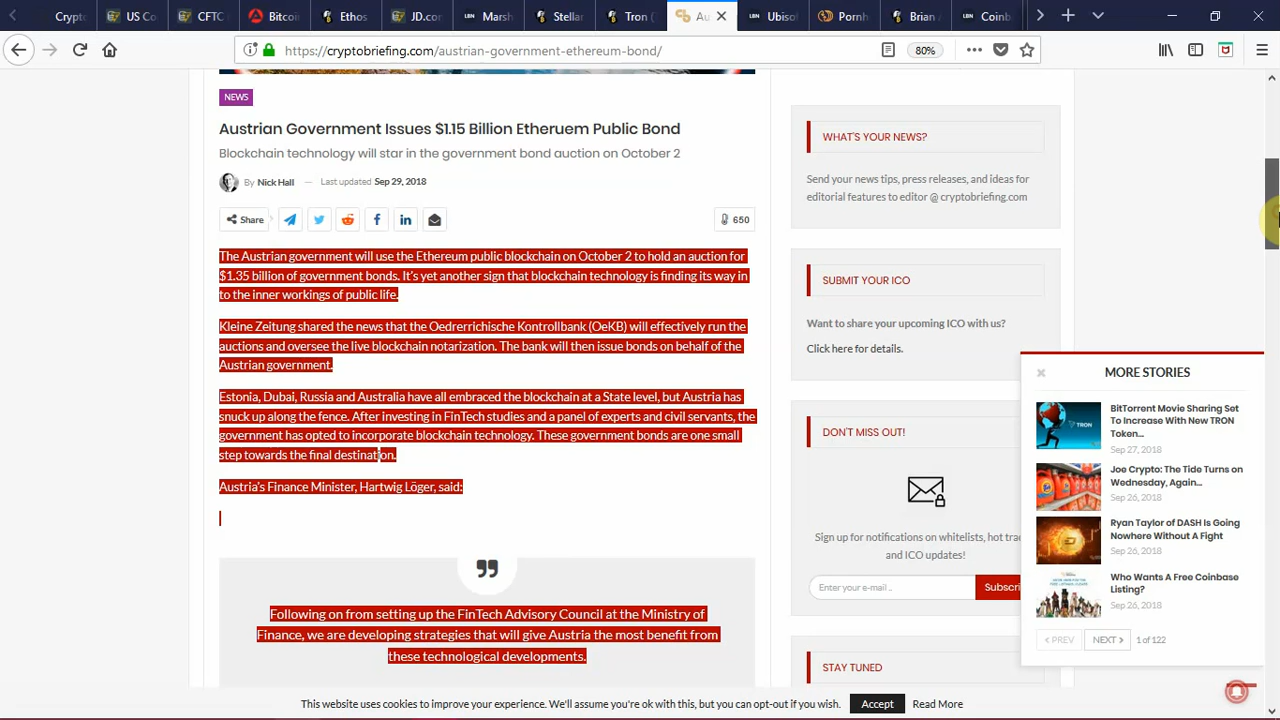 Crypto
US Co
CFTC
Bitcoi
Ethos
JD.com
LBN Marsh
Stellar
Tron (
Au
LBN Ubisol
Pornh
Brian A
LBN Coinb
https://cryptobriefing.com/austrian-government-ethereum-bond/
80%
NEWS
Austrian Government Issues $1.15 Billion Etheruem Public Bond
Blockchain technology will star in the government bond auction on October 2
By Nick Hall — Last updated Sep 29, 2018
Share
650
The Austrian government will use the Ethereum public blockchain on October 2 to hold an auction for
$1.35 billion of government bonds. It's yet another sign that blockchain technology is finding its way in
to the inner workings of public life.
Kleine Zeitung shared the news that the Oedrerrichische Kontrollbank (OeKB) will effectively run the
auctions and oversee the live blockchain notarization. The bank will then issue bonds on behalf of the
Austrian government.
Estonia, Dubai, Russia and Australia have all embraced the blockchain at a State level, but Austria has
snuck up along the fence. After investing in FinTech studies and a panel of experts and civil servants, the
government has opted to incorporate blockchain technology. These government bonds are one small
step towards the final destination.
Austria's Finance Minister, Hartwig Löger, said:
Following on from setting up the FinTech Advisory Council at the Ministry of
Finance, we are developing strategies that will give Austria the most benefit from
these technological developments.
WHAT'S YOUR NEWS?
Send your news tips, press releases, and ideas for
editorial features to editor @ cryptobriefing.com
SUBMIT YOUR ICO
Want to share your upcoming ICO with us?
Click here for details.
DON'T MISS OUT!
Sign up for notifications on whitelists, hot tra
and ICO updates!
Enter your e-mail ..
Subscri
STAY TUNED
MORE STORIES
BitTorrent Movie Sharing Set
To Increase With New TRON
Token...
Sep 27, 2018
Joe Crypto: The Tide Turns on
Wednesday, Again...
Sep 26, 2018
Ryan Taylor of DASH Is Going
Nowhere Without A Fight
Sep 26, 2018
Who Wants A Free Coinbase
Listing?
Sep 26, 2018
PREV
NEXT
1 of 122
This website uses cookies to improve your experience. We'll assume you're ok with this, but you can opt-out if you wish.
Accept
Read More